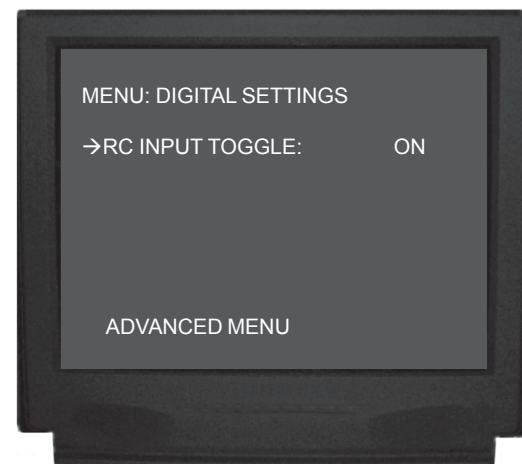 MENU: DIGITAL SETTINGS
→RC INPUT TOGGLE: ON
ADVANCED MENU